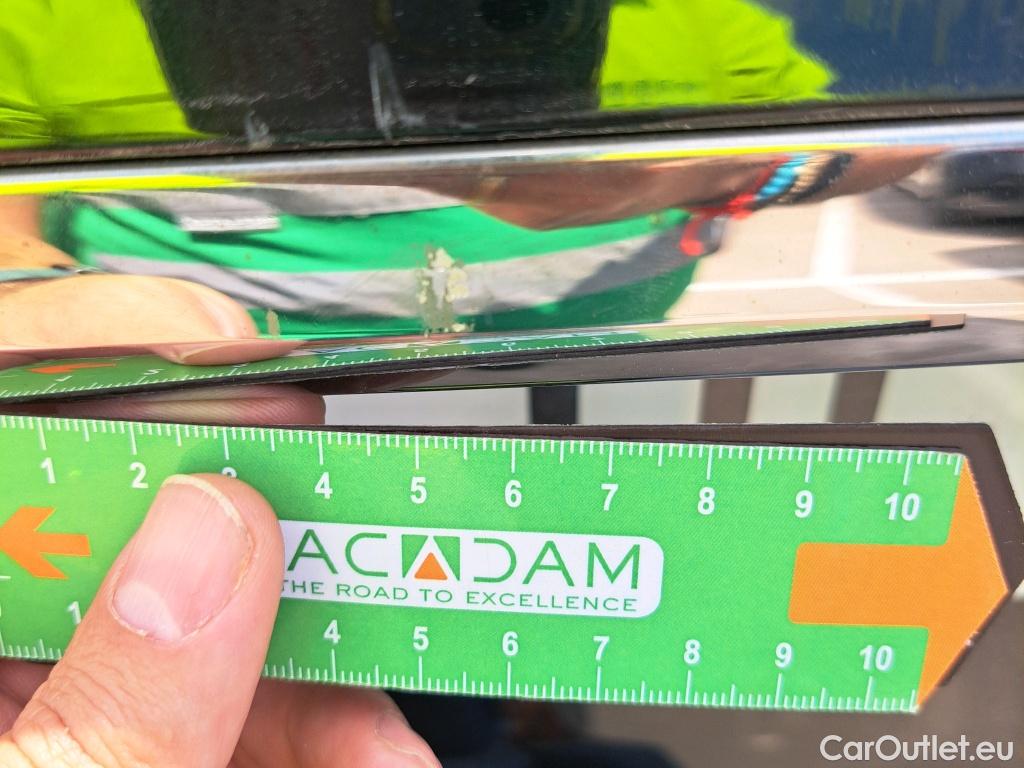 1 2 3 4 5 6 7 8 9 10
ACADAM
THE ROAD TO EXCELLENCE
1 4 5 6 7 8 9 10
CarOutlet.eu